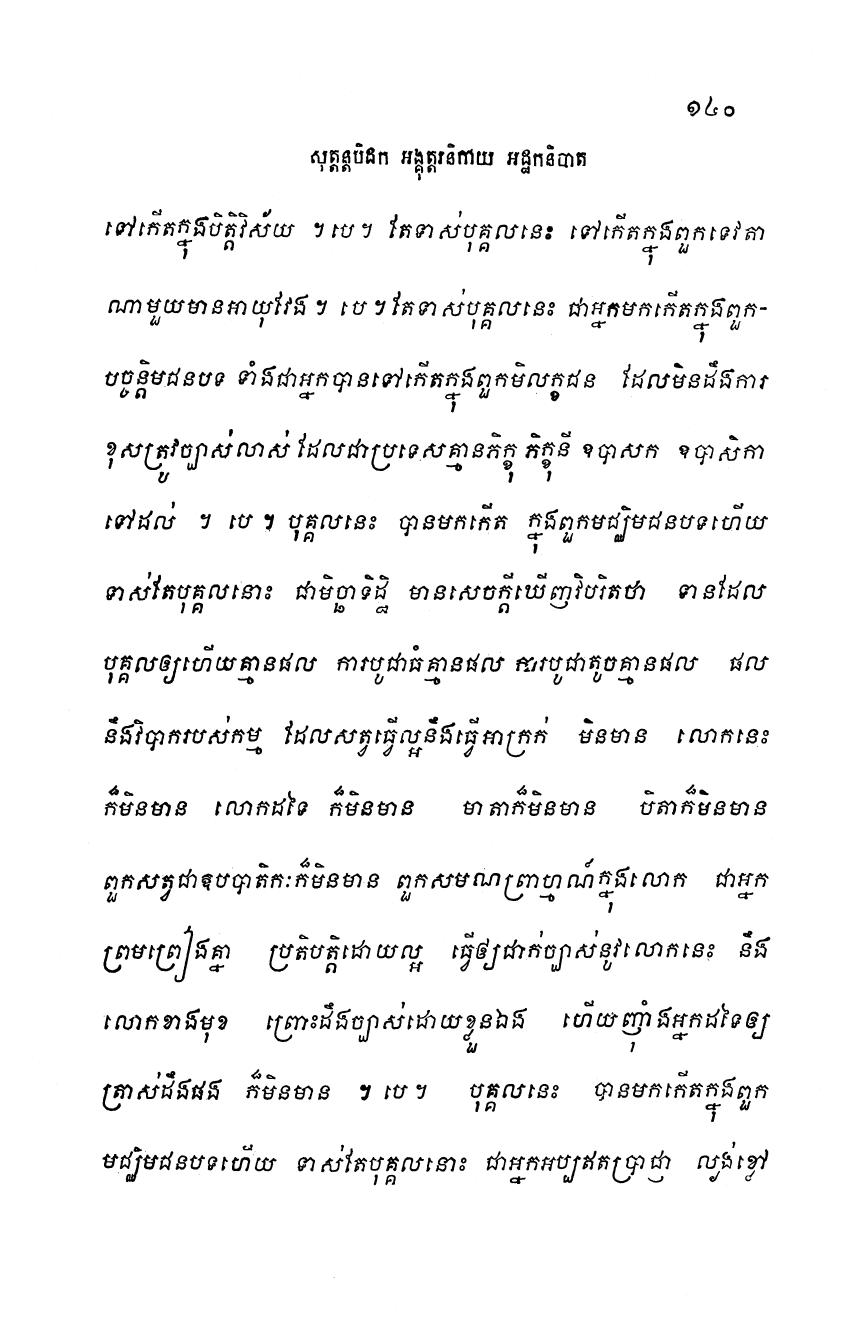 ១៤០
សុត្តន្តបិដក អង្គុត្តរនិកាយ អដ្ឋកនិបាត
ទៅកើតក្នុងបិត្តិវិស័យ ។ បេ ។ តែទាស់បុគ្គលនេះ ទៅកើតក្នុងពួកទេវតា
ណាមួយមានអាយុវែង ។ បេ ។ តែទាស់បុគ្គលនេះ ជាអ្នកមកកើតក្នុងពួក-
បច្ចន្តិមជនបទ ទាំងជាអ្នកបានទៅកើតក្នុងពួកមិលក្ខជន ដែលមិនដឹងការ
ខុសត្រូវច្បាស់លាស់ ដែលជាប្រទេសគ្មានភិក្ខុ ភិក្ខុនី ឧបាសក ឧបាសិកា
ទៅដល់ ។ បេ ។ បុគ្គលនេះ បានមកកើត ក្នុងពួកមជ្ឈិមជនបទហើយ
ទាស់តែបុគ្គលនោះ ជាមិច្ឆាទិដ្ឋិ មានសេចក្តីឃើញវិបរិតថា ទានដែល
បុគ្គលឲ្យហើយគ្មានផល ការបូជាធំគ្មានផល ការបូជាតូចគ្មានផល ផល
នឹងវិបាករបស់កម្ម ដែលសត្វធ្វើល្អនឹងធ្វើអាក្រក់ មិនមាន លោកនេះ
ក៏មិនមាន លោកដទៃ ក៏មិនមាន មាតាក៏មិនមាន បិតាក៏មិនមាន
ពួកសត្វជាឧបបាតិកៈក៏មិនមាន ពួកសមណព្រាហ្មណ៍ក្នុងលោក ជាអ្នក
ព្រមព្រៀងគ្នា ប្រតិបត្តិដោយល្អ ធ្វើឲ្យជាក់ច្បាស់នូវលោកនេះ នឹង
លោកខាងមុខ ព្រោះដឹងច្បាស់ដោយខ្លួនឯង ហើយញ៉ាំងអ្នកដទៃឲ្យ
ត្រាស់ដឹងផង ក៏មិនមាន ។ បេ ។ បុគ្គលនេះ បានមកកើតក្នុងពួក
មជ្ឈិមជនបទហើយ ទាស់តែបុគ្គលនោះ ជាអ្នកអប្បឥតប្រាជ្ញា ល្ងង់ខ្លៅ